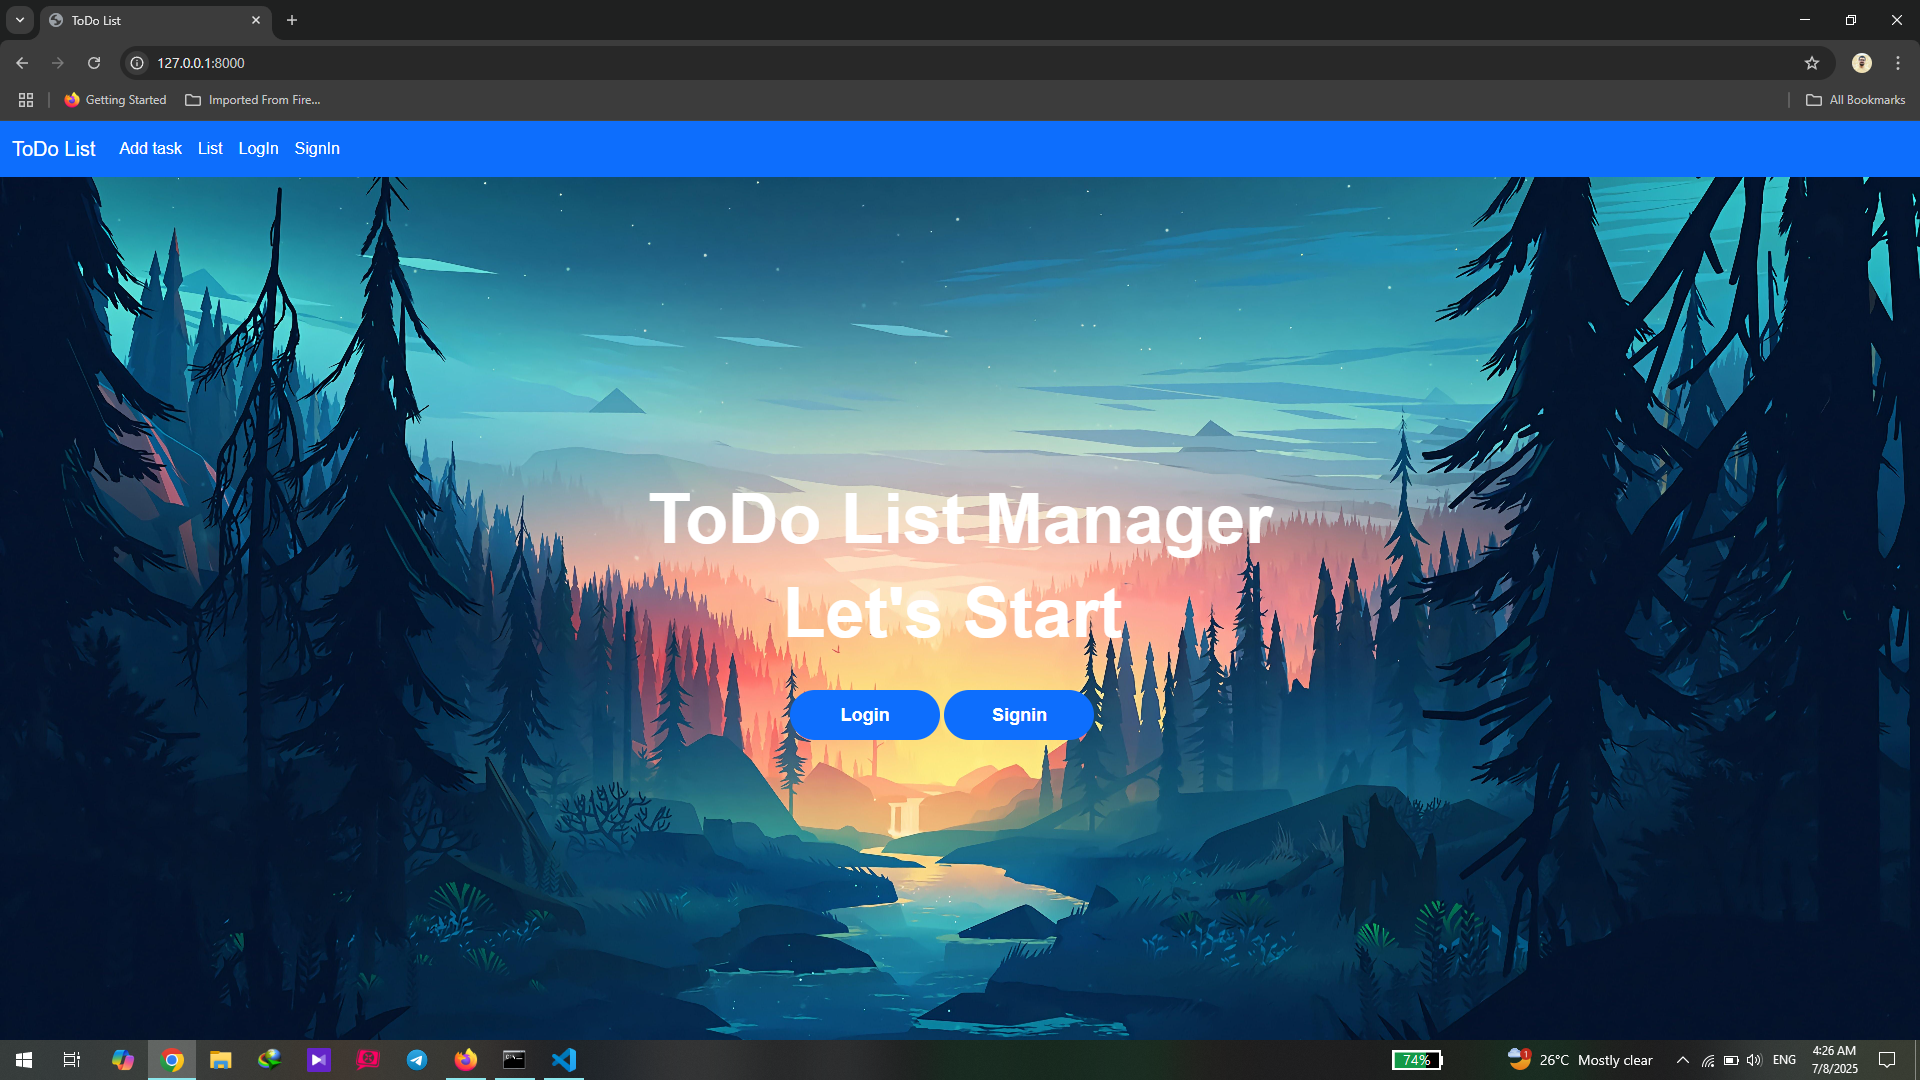 ToDo List
127.0.0.1:8000
Getting Started
Imported From Fire...
All Bookmarks
ToDo List Add task List LogIn SignIn
ToDo List Manager
Let's Start
Login Signin
74%
1
26°C Mostly clear
ENG
4:26 AM
7/8/2025